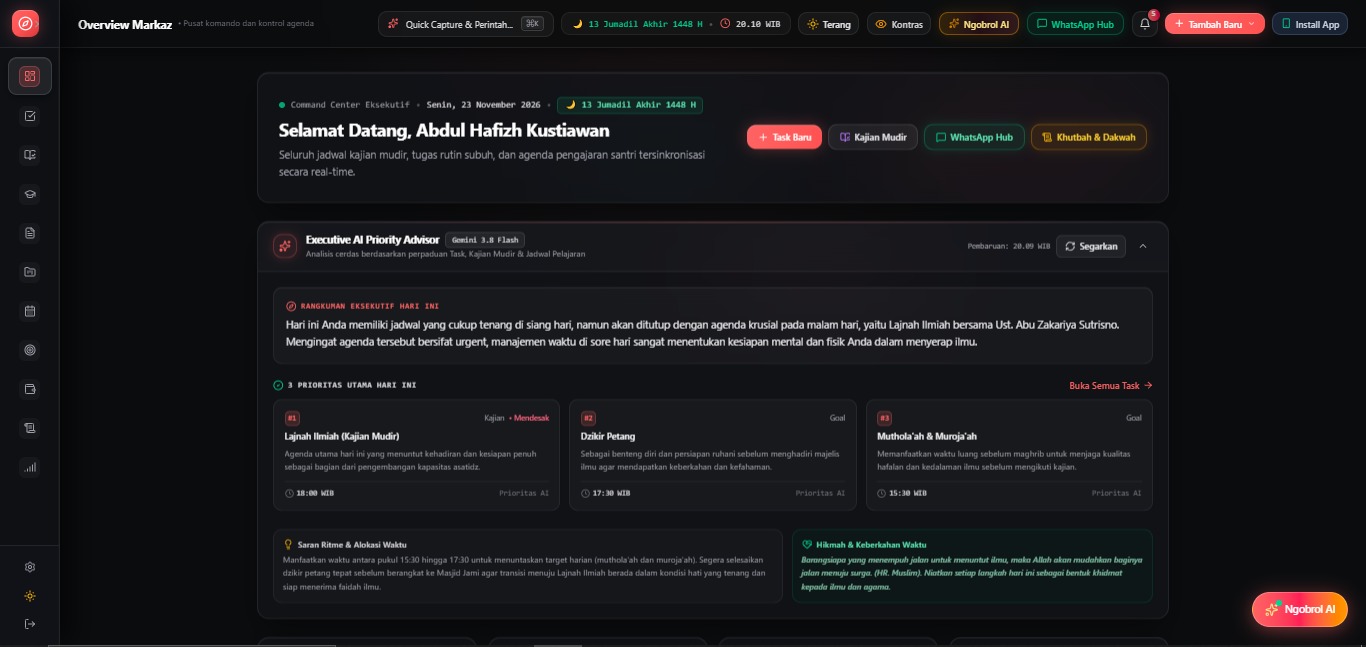 Overview Markaz • Pusat komando dan kontrol agenda
Quick Capture & Perintah... ⌘K
13 Jumadil Akhir 1448 H • 20.10 WIB
Terang
Kontras
Ngobrol AI
WhatsApp Hub
5
+ Tambah Baru
Install App
Command Center Eksekutif • Senin, 23 November 2026 • 13 Jumadil Akhir 1448 H
Selamat Datang, Abdul Hafizh Kustiawan
Seluruh jadwal kajian mudir, tugas rutin subuh, dan agenda pengajaran santri tersinkronisasi
secara real-time.
+ Task Baru
Kajian Mudir
WhatsApp Hub
Khutbah & Dakwah
Executive AI Priority Advisor Gemini 3.8 Flash
Analisis cerdas berdasarkan perpaduan Task, Kajian Mudir & Jadwal Pelajaran
Pembaruan: 20.09 WIB
Segarkan
RANGKUMAN EKSEKUTIF HARI INI
Hari ini Anda memiliki jadwal yang cukup tenang di siang hari, namun akan ditutup dengan agenda krusial pada malam hari, yaitu Lajnah Ilmiah bersama Ust. Abu Zakariya Sutrisno.
Mengingat agenda tersebut bersifat urgent, manajemen waktu di sore hari sangat menentukan kesiapan mental dan fisik Anda dalam menyerap ilmu.
3 PRIORITAS UTAMA HARI INI
Buka Semua Task →
#1 Kajian • Mendesak
Lajnah Ilmiah (Kajian Mudir)
Agenda utama hari ini yang menuntut kehadiran dan kesiapan penuh
sebagai bagian dari pengembangan kapasitas asatidz.
18:00 WIB Prioritas AI
#2 Goal
Dzikir Petang
Sebagai benteng diri dan persiapan ruhani sebelum menghadiri majelis
ilmu agar mendapatkan keberkahan dan kefahaman.
17:30 WIB Prioritas AI
#3 Goal
Muthola'ah & Muroja'ah
Memanfaatkan waktu luang sebelum maghrib untuk menjaga kualitas
hafalan dan kedalaman ilmu sebelum mengikuti kajian.
15:30 WIB Prioritas AI
Saran Ritme & Alokasi Waktu
Manfaatkan waktu antara pukul 15:30 hingga 17:30 untuk menuntaskan target harian (muthola'ah dan muroja'ah). Segera selesaikan
dzikir petang tepat sebelum berangkat ke Masjid Jami agar transisi menuju Lajnah Ilmiah berada dalam kondisi hati yang tenang dan
siap menerima faidah ilmu.
Hikmah & Keberkahan Waktu
Barangsiapa yang menempuh jalan untuk menuntut ilmu, maka Allah akan mudahkan baginya
jalan menuju surga. (HR. Muslim). Niatkan setiap langkah hari ini sebagai bentuk khidmat
kepada ilmu dan agama.
Ngobrol AI